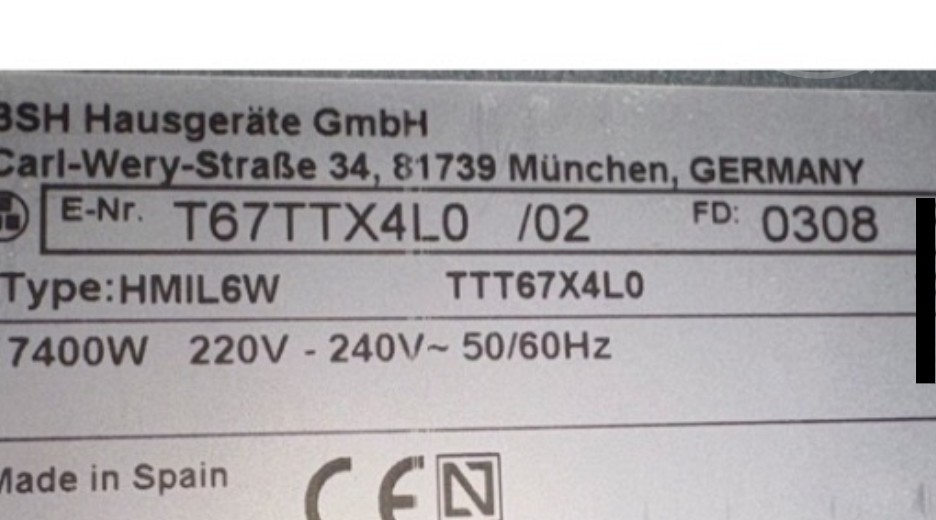 BSH Hausgeräte GmbH
Carl-Wery-Straße 34, 81739 München, GERMANY
E-Nr. T67TTX4L0 /02 FD: 0308
Type: HMIL6W TTT67X4L0
7400W 220V - 240V~ 50/60Hz
Made in Spain CE N